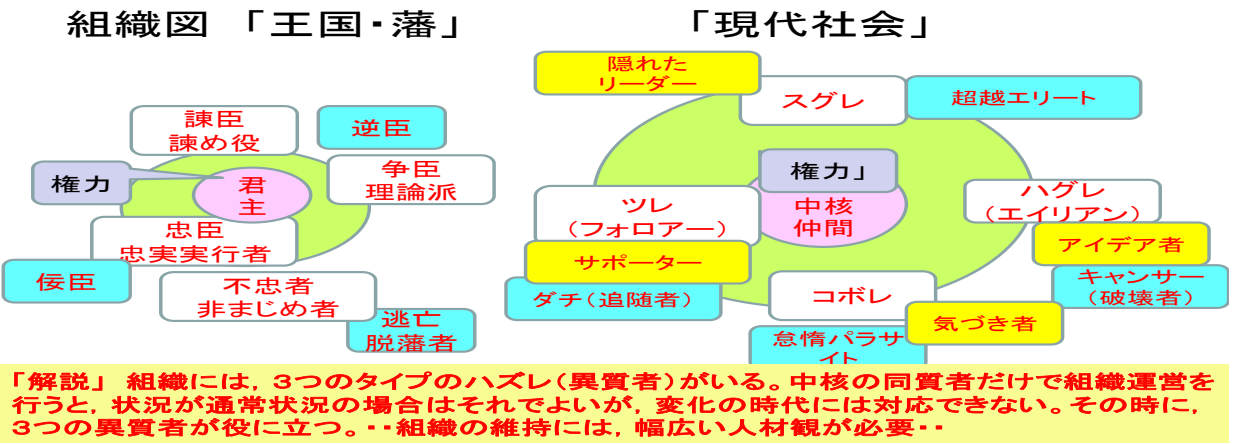 組織図 「王国・藩」
「現代社会」
諫臣
諫め役
逆臣
争臣
理論派
権力
君
主
忠臣
忠実実行者
佞臣
不忠者
非まじめ者
逃亡
脱藩者
隠れた
リーダー
スグレ
超越エリート
権力」
中核
仲間
ツレ
(フォロアー)
サポーター
ダチ(追随者)
ハグレ
(エイリアン)
アイデア者
キャンサー
(破壊者)
コボレ
気づき者
怠惰パラサ
イト
「解説」 組織には,3つのタイプのハズレ(異質者)がいる。中核の同質者だけで組織運営を
行うと,状況が通常状況の場合はそれでよいが,変化の時代には対応できない。その時に,
3つの異質者が役に立つ。・・組織の維持には,幅広い人材観が必要・・